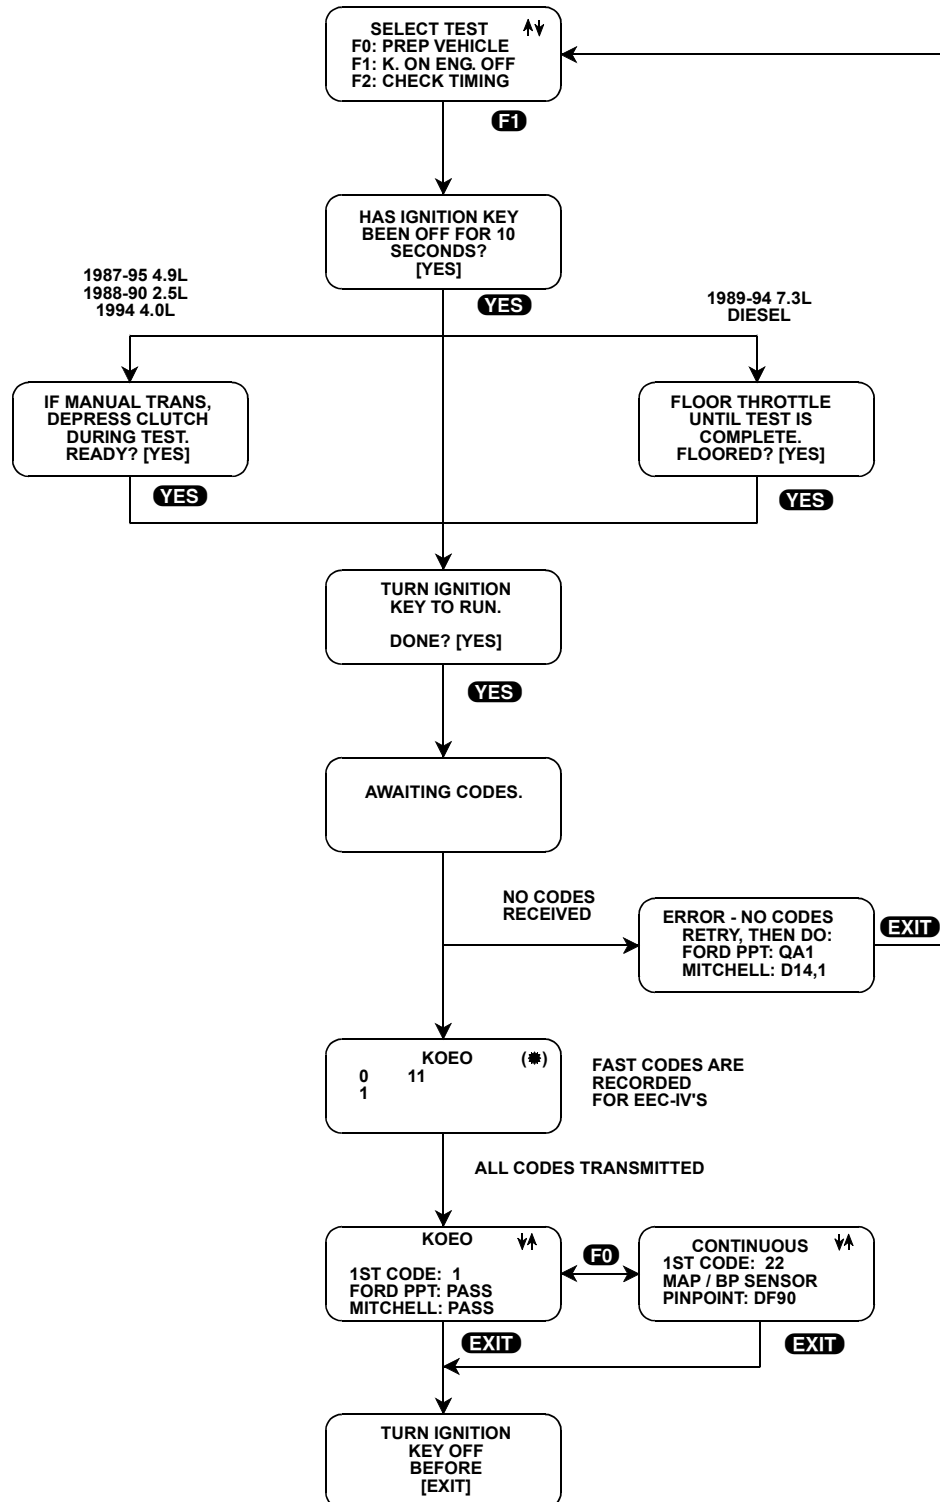 SELECT TEST
F0: PREP VEHICLE
F1: K. ON ENG. OFF
F2: CHECK TIMING
F1
HAS IGNITION KEY
BEEN OFF FOR 10
SECONDS?
[YES]
YES
1987-95 4.9L
1988-90 2.5L
1994 4.0L
1989-94 7.3L
DIESEL
IF MANUAL TRANS,
DEPRESS CLUTCH
DURING TEST.
READY? [YES]
YES
FLOOR THROTTLE
UNTIL TEST IS
COMPLETE.
FLOORED? [YES]
YES
TURN IGNITION
KEY TO RUN.
DONE? [YES]
YES
AWAITING CODES.
NO CODES
RECEIVED
ERROR - NO CODES
RETRY, THEN DO:
FORD PPT: QA1
MITCHELL: D14,1
EXIT
KOEO (✹)
0 11
1
FAST CODES ARE
RECORDED
FOR EEC-IV'S
ALL CODES TRANSMITTED
KOEO
1ST CODE: 1
FORD PPT: PASS
MITCHELL: PASS
F0
CONTINUOUS
1ST CODE: 22
MAP / BP SENSOR
PINPOINT: DF90
EXIT
EXIT
TURN IGNITION
KEY OFF
BEFORE
[EXIT]